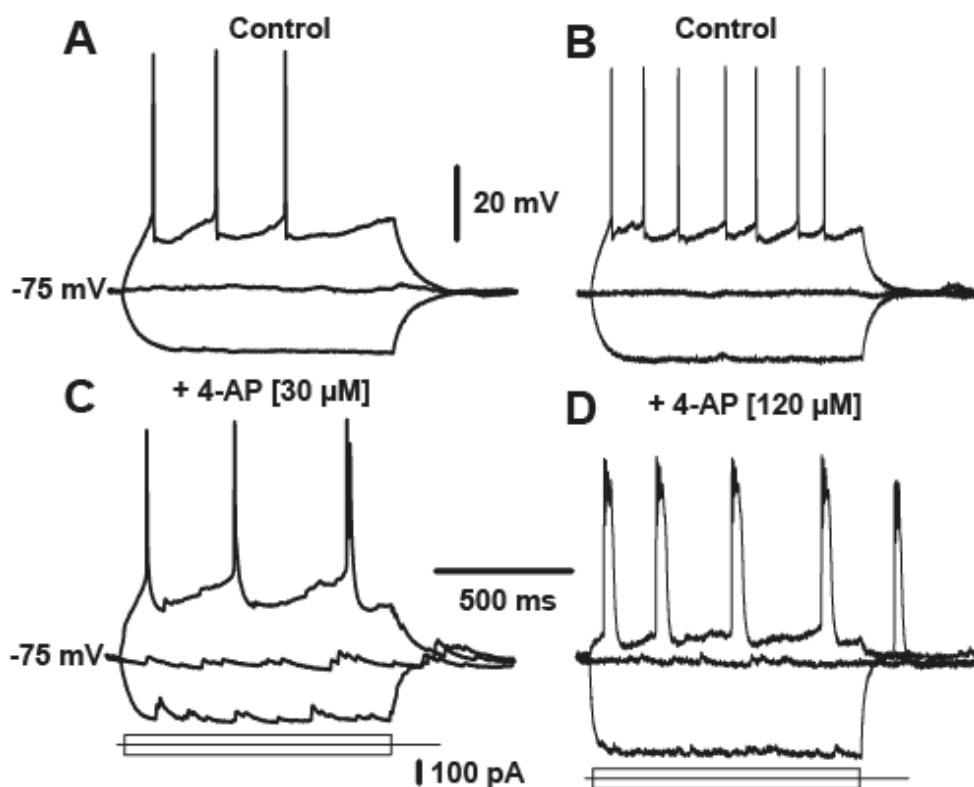 A
Control
B
Control
20 mV
-75 mV
C
+ 4-AP [30 µM]
D
+ 4-AP [120 µM]
500 ms
-75 mV
100 pA